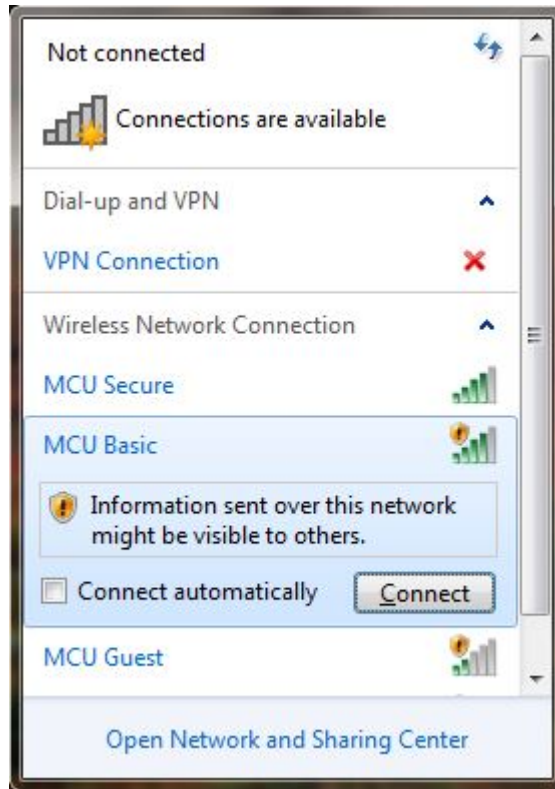 Not connected
Connections are available
Dial-up and VPN
VPN Connection
Wireless Network Connection
MCU Secure
MCU Basic
Information sent over this network
might be visible to others.
Connect automatically
Connect
MCU Guest
Open Network and Sharing Center